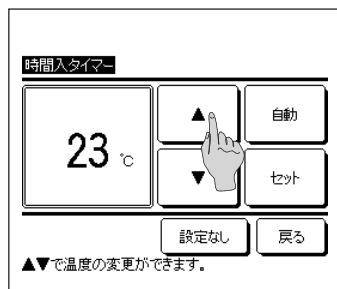 時間入タイマー
▲
自動
23 ℃
▼
セット
設定なし
戻る
▲▼で温度の変更ができます。